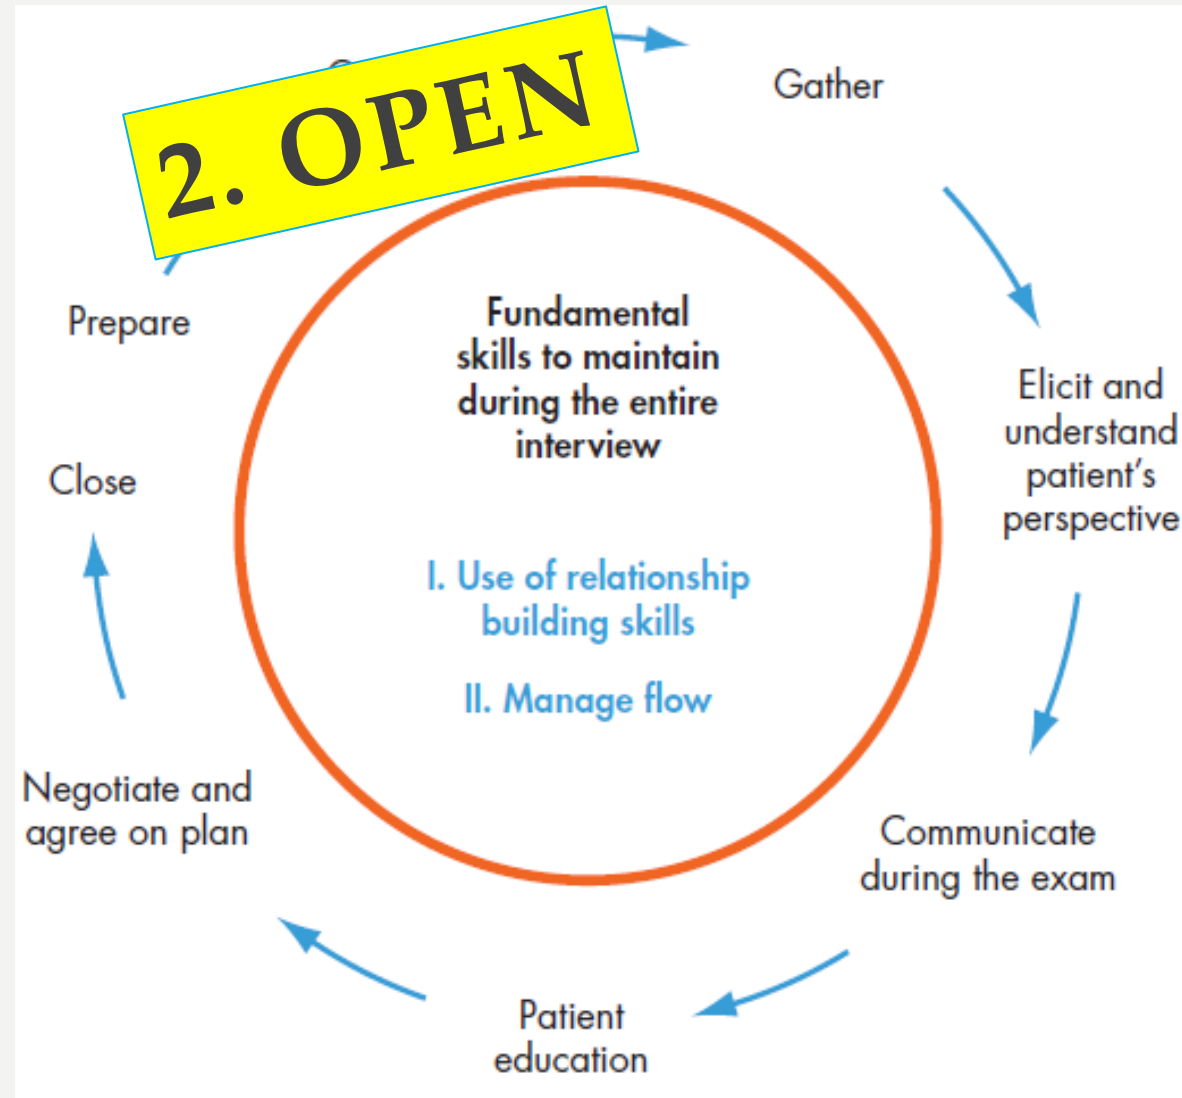 2. OPEN
Gather
Elicit and
understand
patient's
perspective
Communicate
during the exam
Patient
education
Negotiate and
agree on plan
Close
Prepare
Fundamental
skills to maintain
during the entire
interview
I. Use of relationship
building skills
II. Manage flow